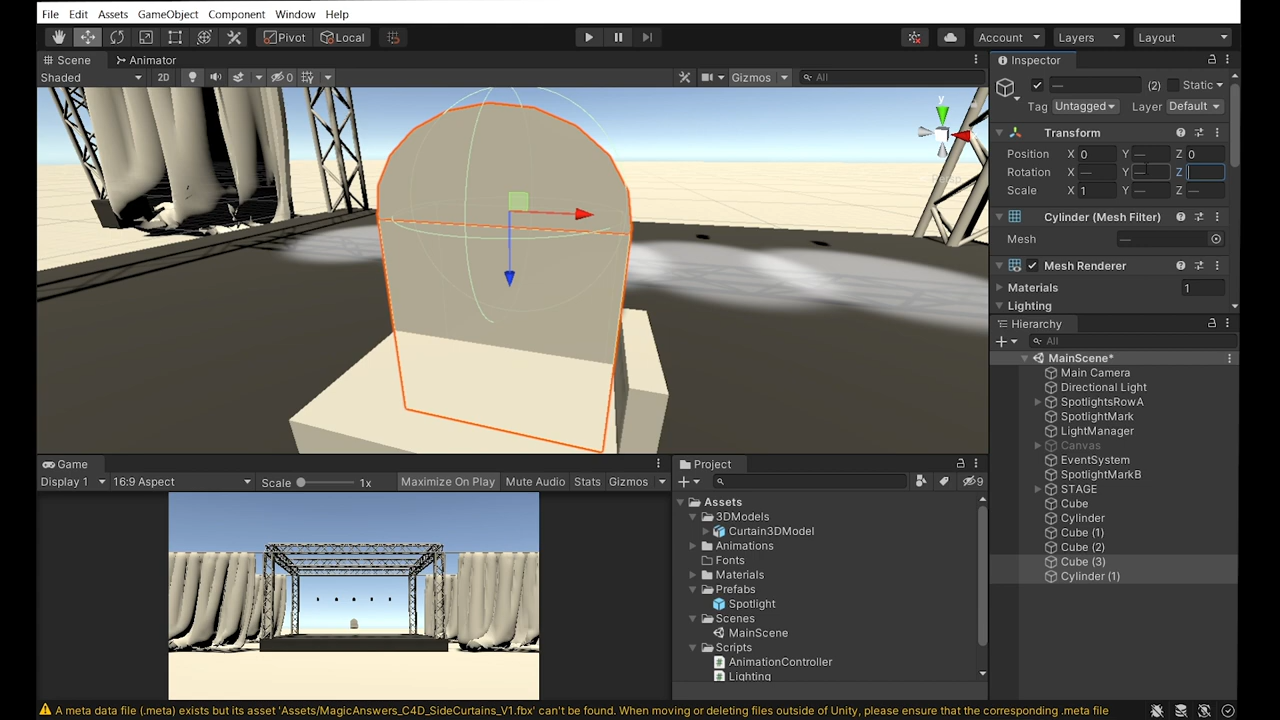 File Edit Assets GameObject Component Window Help
Pivot Local Account Layers Layout
Scene Animator
Shaded 2D 0 Gizmos All
y
Persp
Inspector
— (2) Static
Tag Untagged Layer Default
Transform
Position X 0 Y — Z 0
Rotation X — Y — Z
Scale X 1 Y — Z —
Cylinder (Mesh Filter)
Mesh —
Mesh Renderer
Materials 1
Lighting
Hierarchy
All
MainScene*
Main Camera
Directional Light
SpotlightsRowA
SpotlightMark
LightManager
Canvas
EventSystem
SpotlightMarkB
STAGE
Cube
Cylinder
Cube (1)
Cube (2)
Cube (3)
Cylinder (1)
Game
Display 1 16:9 Aspect Scale 1x Maximize On Play Mute Audio Stats Gizmos
Project
9
Assets
3DModels
Curtain3DModel
Animations
Fonts
Materials
Prefabs
Spotlight
Scenes
MainScene
Scripts
AnimationController
Lighting
A meta data file (.meta) exists but its asset 'Assets/MagicAnswers_C4D_SideCurtains_V1.fbx' can't be found. When moving or deleting files outside of Unity, please ensure that the corresponding .meta file